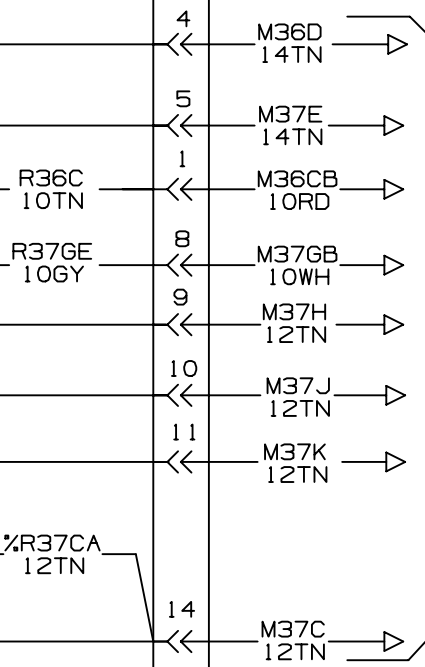 4
M36D
14TN
5
M37E
14TN
1
R36C
10TN
M36CB
10RD
8
R37GE
10GY
M37GB
10WH
9
M37H
12TN
10
M37J
12TN
11
M37K
12TN
%R37CA
12TN
14
M37C
12TN